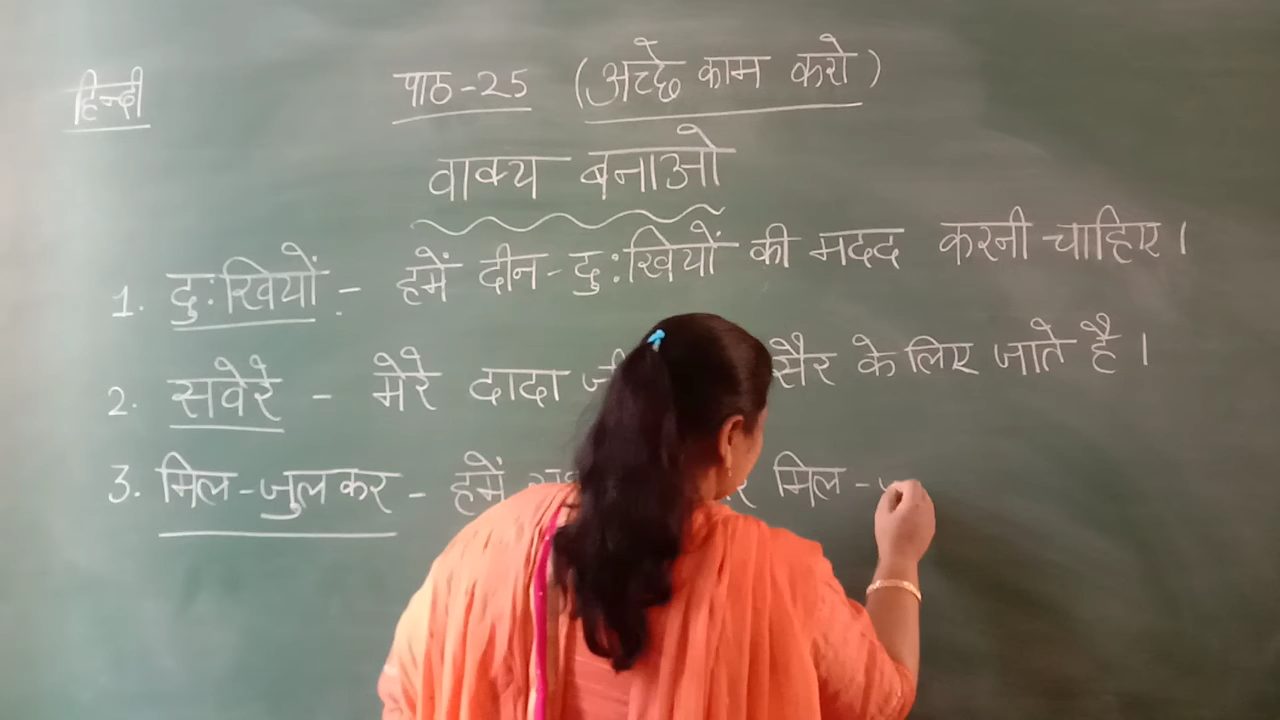 हिन्दी पाठ-25 (अच्छे काम करो)
वाक्य बनाओ
1. दुःखियों - हमें दीन-दुःखियों की मदद करनी चाहिए।
2. सवेरे - मेरे दादा सैर के लिए जाते है।
3. मिल-जुलकर - हमें मिल-